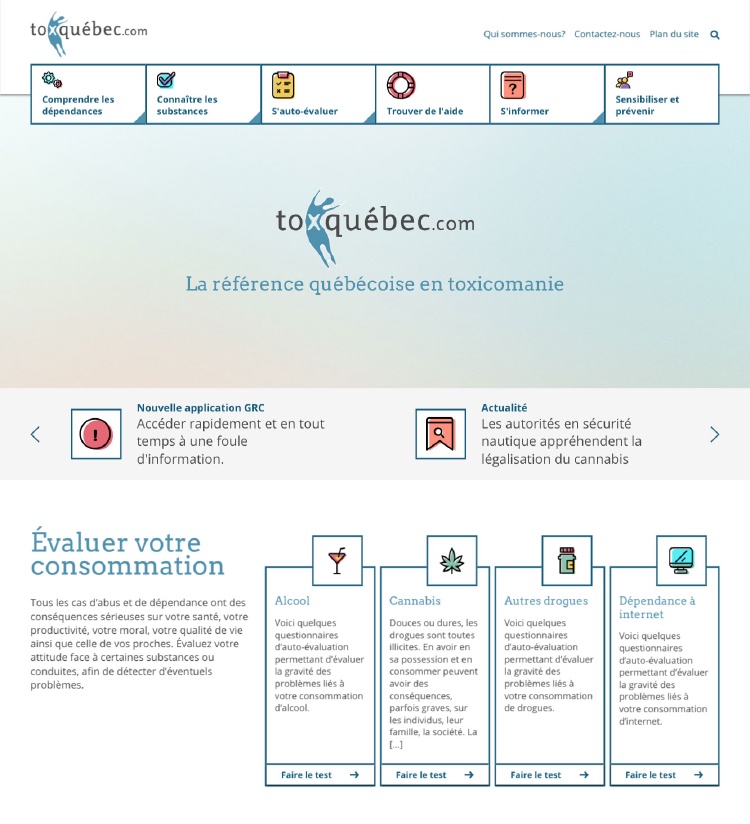 toxquébec.com
Qui sommes-nous? Contactez-nous Plan du site
Comprendre les
dépendances
Connaître les
substances
S'auto-évaluer
Trouver de l'aide
S'informer
Sensibiliser et
prévenir
toxquébec.com
La référence québécoise en toxicomanie
Nouvelle application GRC
Accéder rapidement et en tout
temps à une foule
d'information.
Actualité
Les autorités en sécurité
nautique appréhendent la
légalisation du cannabis
Évaluer votre
consommation
Tous les cas d'abus et de dépendance ont des
conséquences sérieuses sur votre santé, votre
productivité, votre moral, votre qualité de vie
ainsi que celle de vos proches. Évaluez votre
attitude face à certaines substances ou
conduites, afin de détecter d'éventuels
problèmes.
Alcool
Voici quelques
questionnaires
d'auto-évaluation
permettant d'évaluer
la gravité des
problèmes liés à
votre consommation
d'alcool.
Faire le test
Cannabis
Douces ou dures, les
drogues sont toutes
illicites. En avoir en
sa possession et en
consommer peuvent
avoir des
conséquences,
parfois graves, sur
les individus, leur
famille, la société. La
[...]
Faire le test
Autres drogues
Voici quelques
questionnaires
d'auto-évaluation
permettant d'évaluer
la gravité des
problèmes liés à
votre consommation
de drogues.
Faire le test
Dépendance à
internet
Voici quelques
questionnaires
d'auto-évaluation
permettant d'évaluer
la gravité des
problèmes liés à
votre consommation
d'internet.
Faire le test